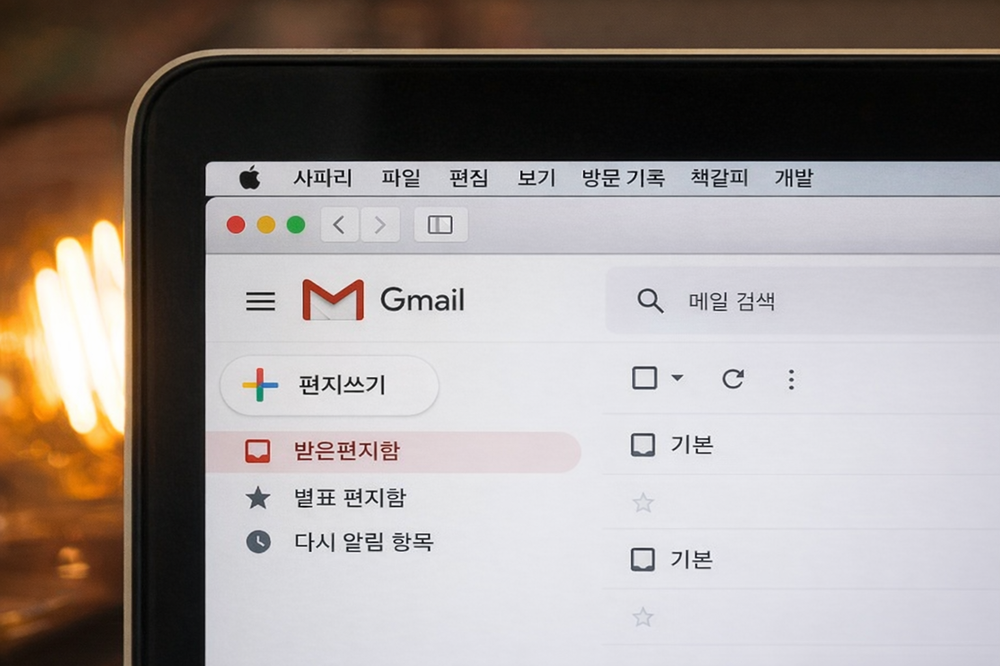 사파리 파일 편집 보기 방문 기록 책갈피 개발
Gmail
메일 검색
편지쓰기
받은편지함
기본
별표 편지함
다시 알림 항목
기본